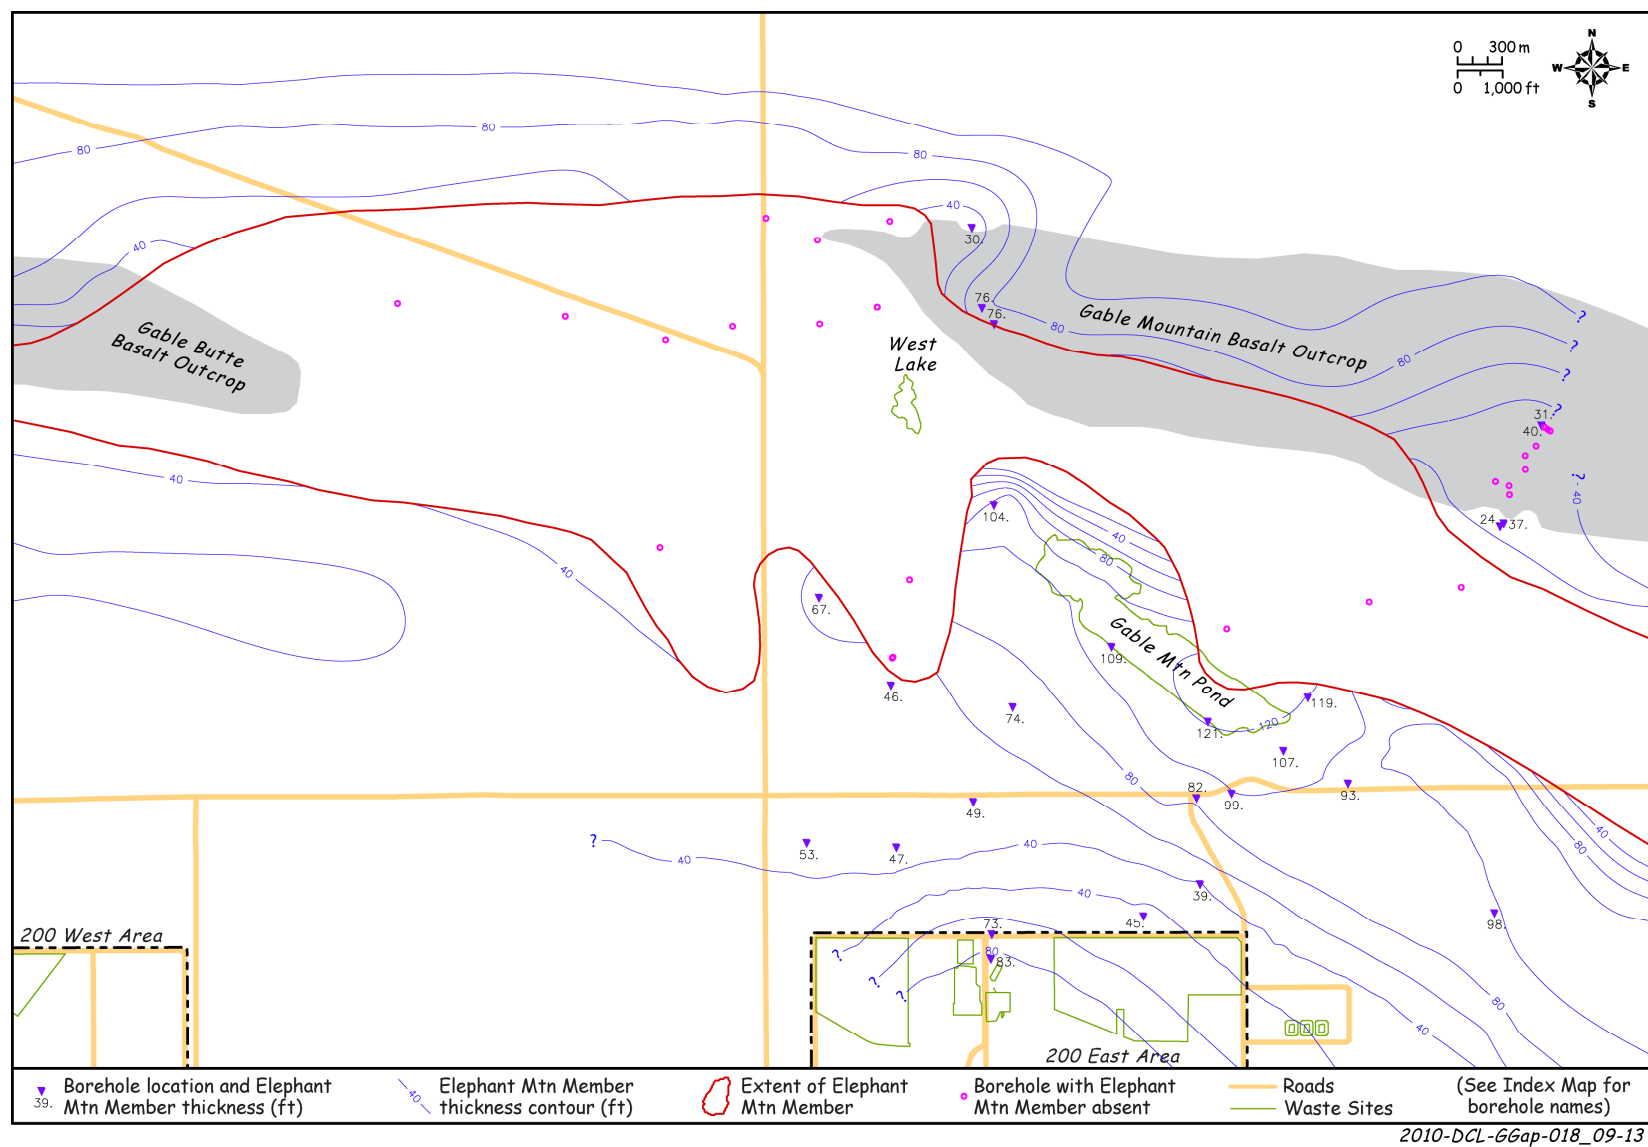 N
W E
S
0 300 m
0 1,000 ft
80
80
80
40
40
30.
76.
76.
80
Gable Mountain Basalt Outcrop
80
?
?
?
?
Gable Butte
Basalt Outcrop
West
Lake
31.
40.
?
40
24.
37.
40
104.
40
80
40
67.
109.
Gable Mtn Pond
46.
74.
119.
121.
120
107.
80
82.
99.
93.
49.
?
40
53.
47.
40
40
80
39.
40
45.
98.
73.
200 West Area
?
80
83.
?
?
80
40
200 East Area
39.
Borehole location and Elephant
Mtn Member thickness (ft)
40
Elephant Mtn Member
thickness contour (ft)
Extent of Elephant
Mtn Member
Borehole with Elephant
Mtn Member absent
Roads
Waste Sites
(See Index Map for
borehole names)
2010-DCL-GGap-018_09-13